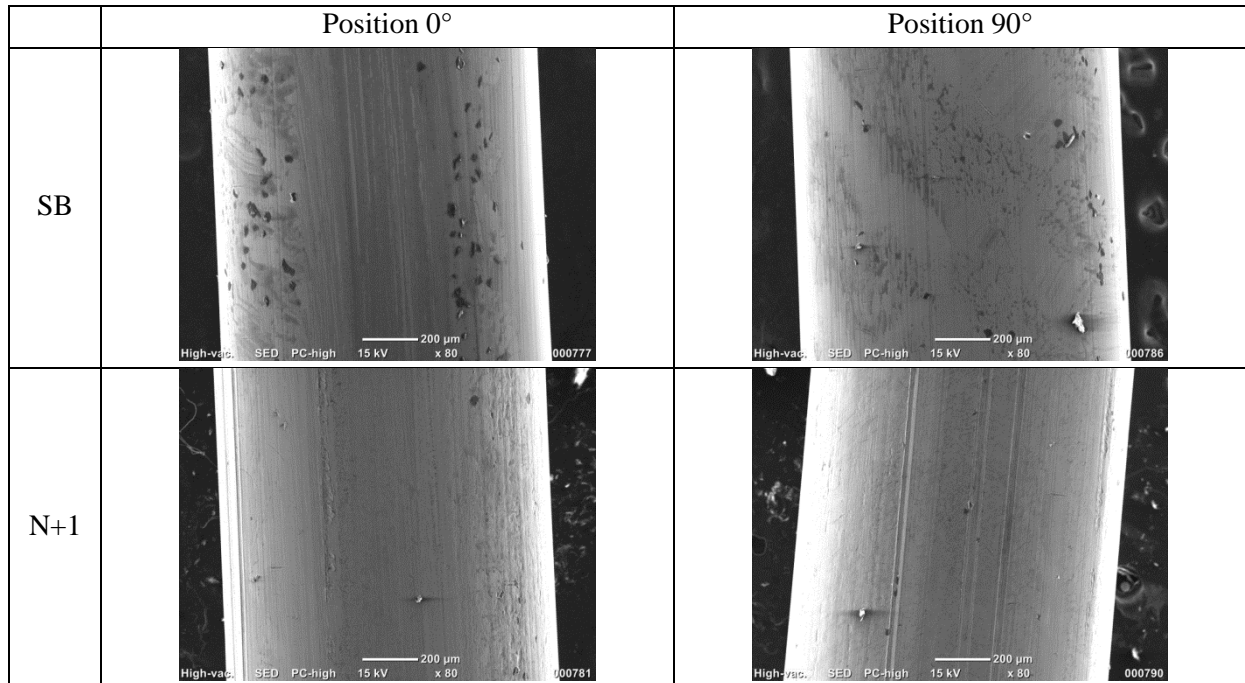 Position 0° Position 90°
SB
200 µm
High-vac. SED PC-high 15 kV x 80 000777
200 µm
High-vac. SED PC-high 15 kV x 80 000786
N+1
200 µm
High-vac. SED PC-high 15 kV x 80 000781
200 µm
High-vac. SED PC-high 15 kV x 80 000790